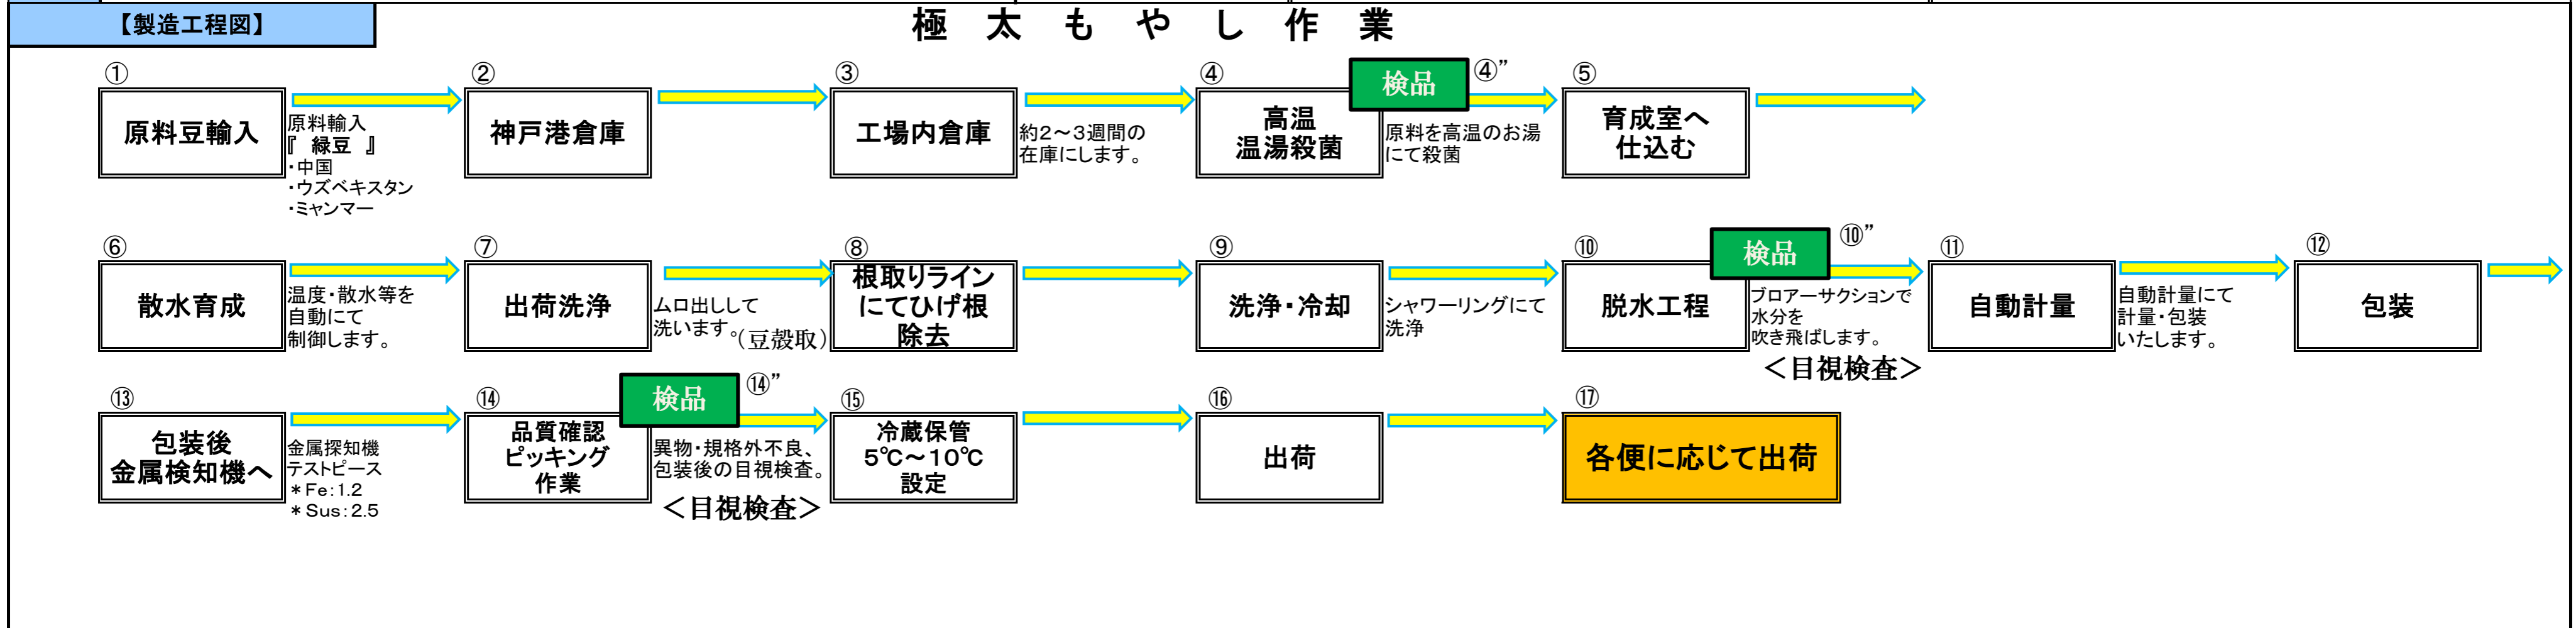 【製造工程図】
極太もやし作業
①
原料豆輸入
原料輸入
『 緑豆 』
・中国
・ウズベキスタン
・ミャンマー
②
神戸港倉庫
③
工場内倉庫
約2～3週間の
在庫にします。
④
高温
温湯殺菌
検品
④”
原料を高温のお湯
にて殺菌
⑤
育成室へ
仕込む
⑥
散水育成
温度・散水等を
自動にて
制御します。
⑦
出荷洗浄
ムロ出しして
洗います。(豆殻取)
⑧
根取りライン
にてひげ根
除去
⑨
洗浄・冷却
シャワーリングにて
洗浄
⑩
脱水工程
検品
⑩”
ブロアーサクションで
水分を
吹き飛ばします。
＜目視検査＞
⑪
自動計量
自動計量にて
計量・包装
いたします。
⑫
包装
⑬
包装後
金属検知機へ
金属探知機
テストピース
＊Fe：1.2
＊Sus：2.5
⑭
品質確認
ピッキング
作業
検品
⑭”
異物・規格外不良、
包装後の目視検査。
＜目視検査＞
⑮
冷蔵保管
5℃～10℃
設定
⑯
出荷
⑰
各便に応じて出荷